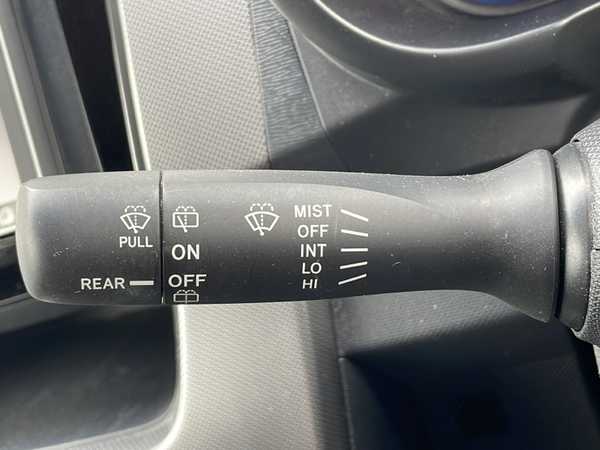 PULL
REAR
ON
OFF
MIST
OFF
INT
LO
HI